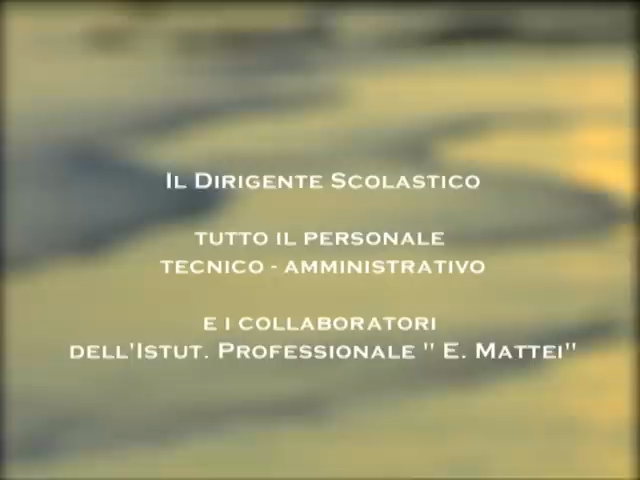 Il Dirigente Scolastico
tutto il personale
tecnico - amministrativo
e i collaboratori
dell'Istut. Professionale " E. Mattei"